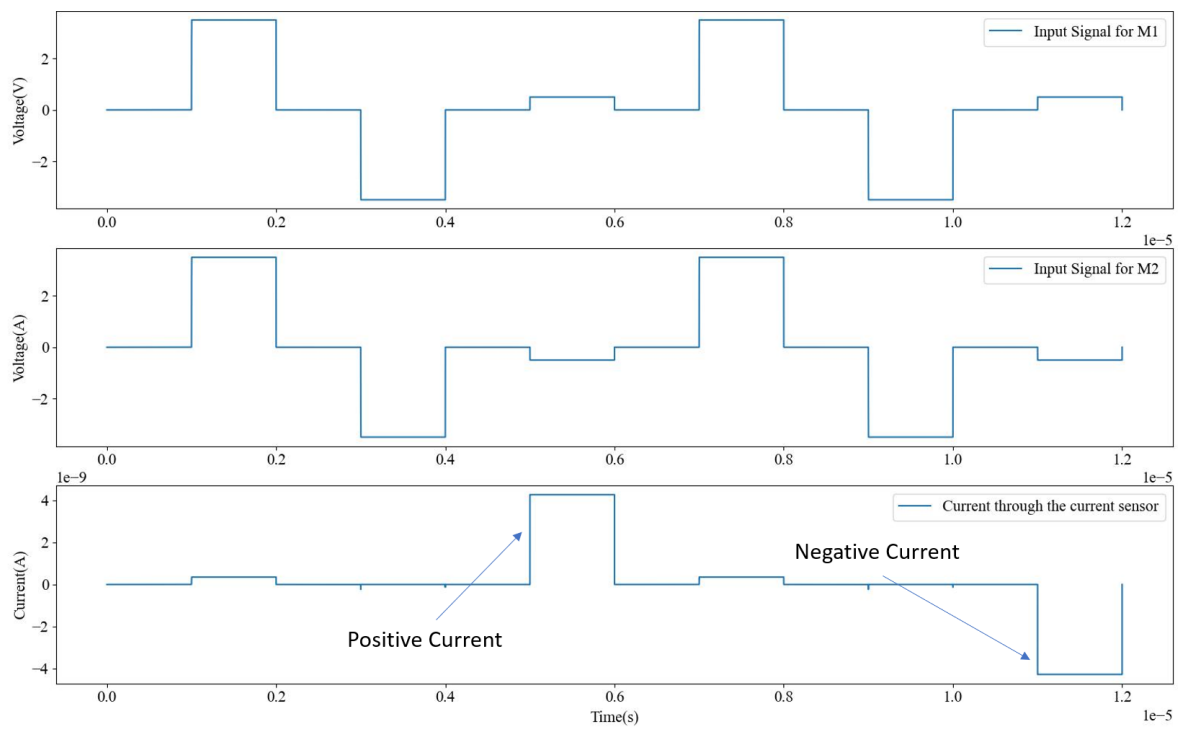 Input Signal for M1
Voltage(V)
2
0
−2
0.0 0.2 0.4 0.6 0.8 1.0 1.2
1e−5
Input Signal for M2
Voltage(A)
2
0
−2
0.0 0.2 0.4 0.6 0.8 1.0 1.2
1e−5
1e−9
Current through the current sensor
Current(A)
4
2
0
−2
−4
Negative Current
Positive Current
0.0 0.2 0.4 0.6 0.8 1.0 1.2
Time(s)
1e−5